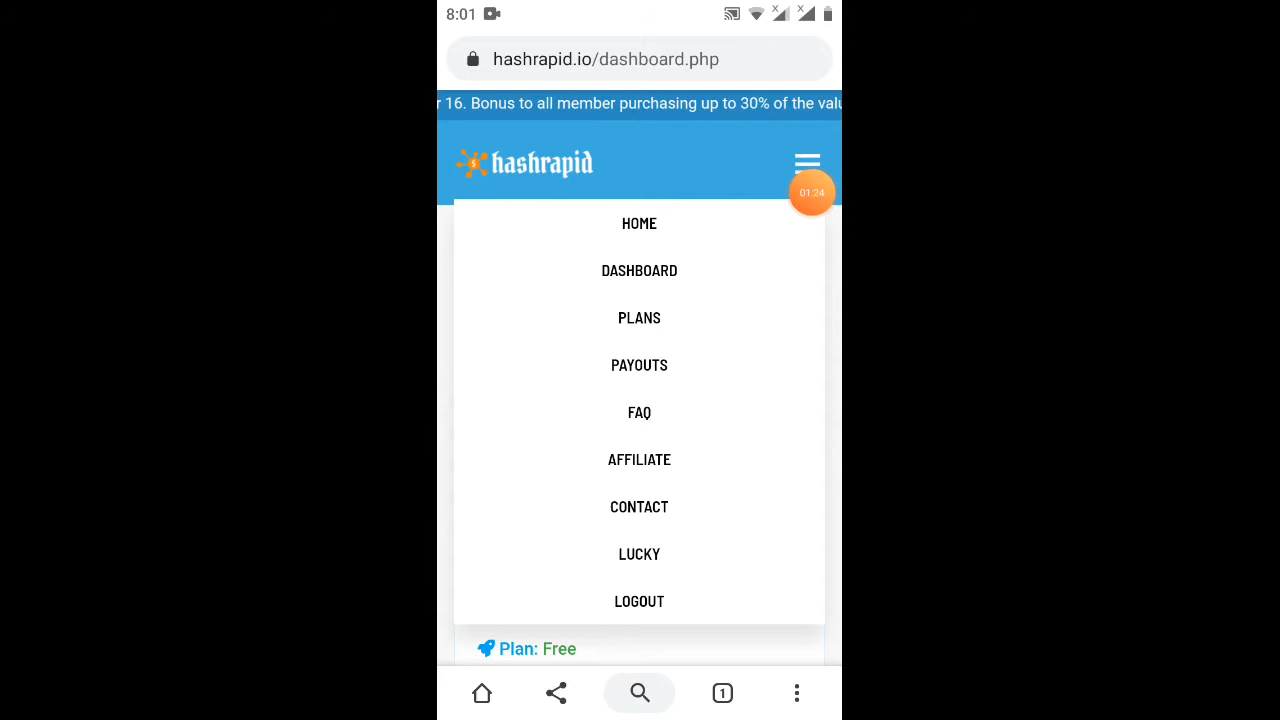 8:01
hashrapid.io/dashboard.php
r 16. Bonus to all member purchasing up to 30% of the valu
hashrapid
01:24
HOME
DASHBOARD
PLANS
PAYOUTS
FAQ
AFFILIATE
CONTACT
LUCKY
LOGOUT
Plan: Free
1